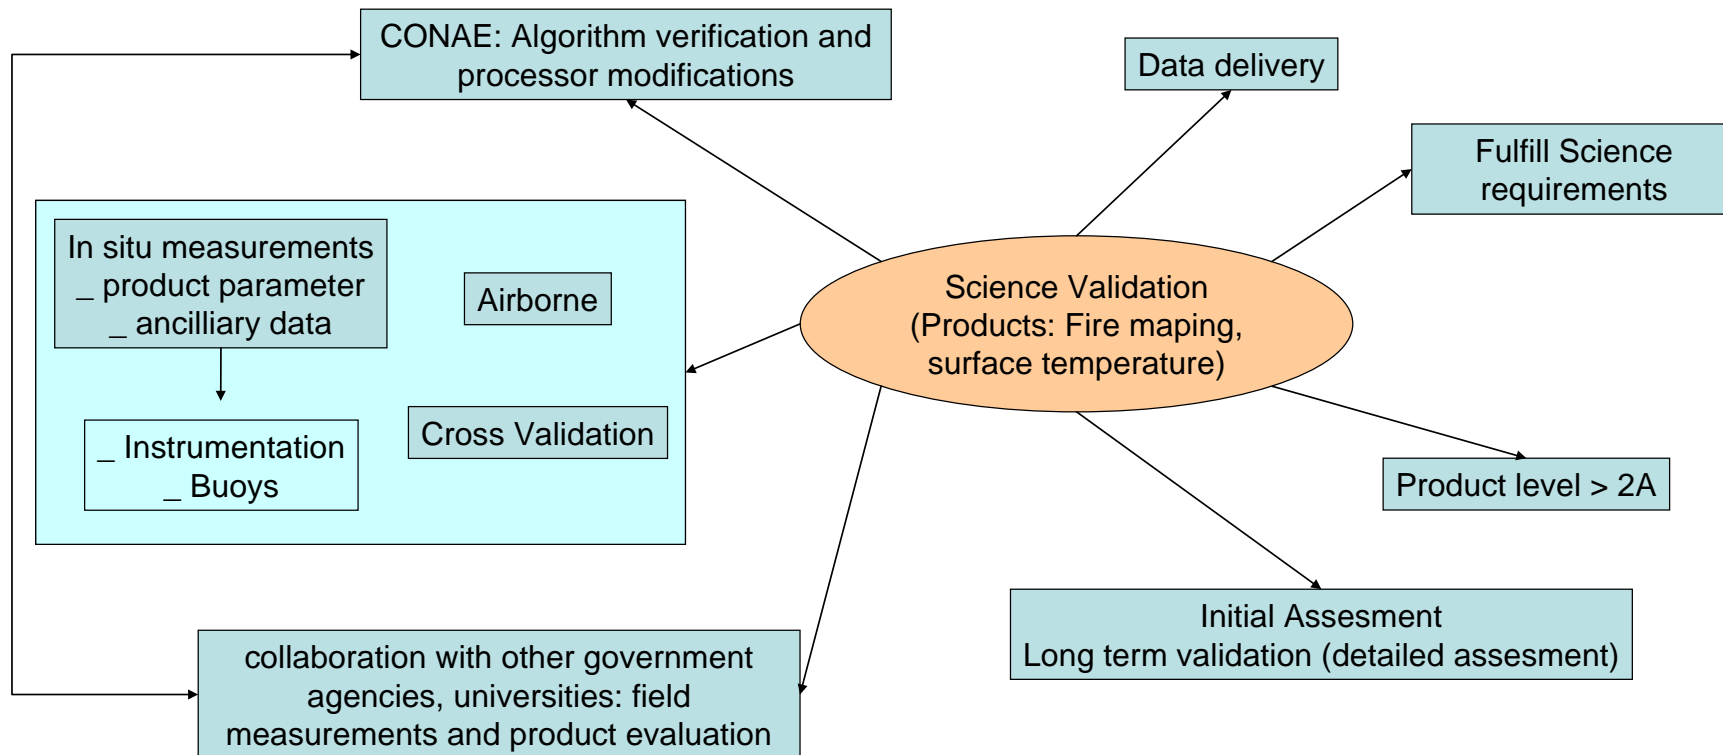 CONAE: Algorithm verification and
processor modifications
Data delivery
Fulfill Science
requirements
In situ measurements
_ product parameter
_ ancilliary data
Airborne
Science Validation
(Products: Fire maping,
surface temperature)
Cross Validation
_ Instrumentation
_ Buoys
Product level > 2A
Initial Assesment
Long term validation (detailed assesment)
collaboration with other government
agencies, universities: field
measurements and product evaluation